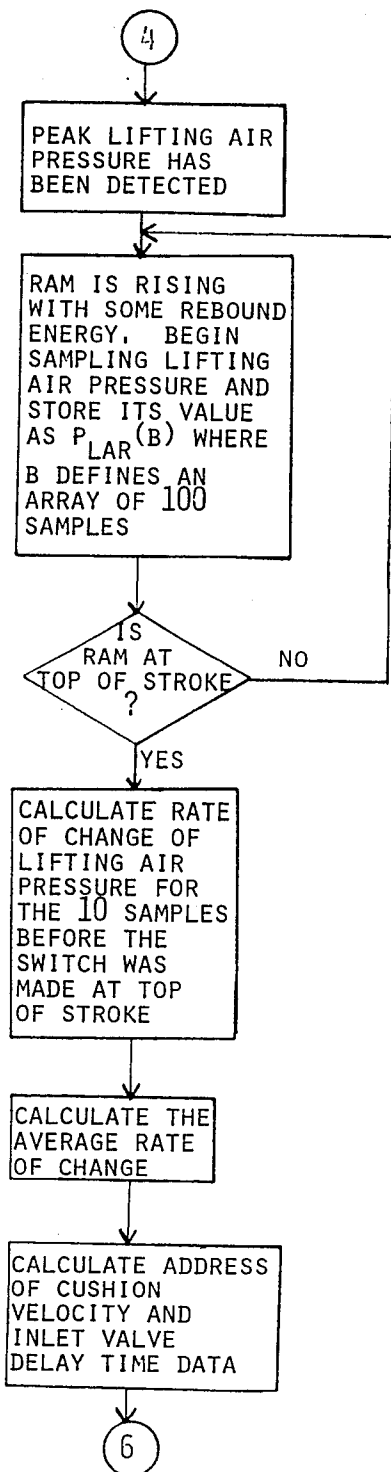 4
PEAK LIFTING AIR
PRESSURE HAS
BEEN DETECTED
RAM IS RISING
WITH SOME REBOUND
ENERGY. BEGIN
SAMPLING LIFTING
AIR PRESSURE AND
STORE ITS VALUE
AS P_LAR(B) WHERE
B DEFINES AN
ARRAY OF 100
SAMPLES
IS
RAM AT
TOP OF STROKE
?
NO
YES
CALCULATE RATE
OF CHANGE OF
LIFTING AIR
PRESSURE FOR
THE 10 SAMPLES
BEFORE THE
SWITCH WAS
MADE AT TOP
OF STROKE
CALCULATE THE
AVERAGE RATE
OF CHANGE
CALCULATE ADDRESS
OF CUSHION
VELOCITY AND
INLET VALVE
DELAY TIME DATA
6